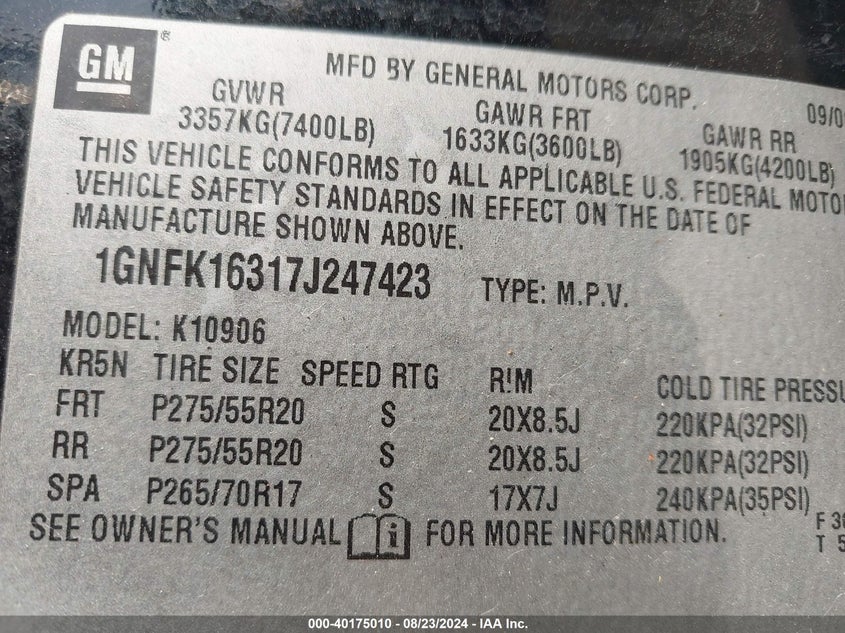 GM ®
MFD BY GENERAL MOTORS CORP.
GVWR GAWR FRT GAWR RR
3357KG(7400LB) 1633KG(3600LB) 1905KG(4200LB)
THIS VEHICLE CONFORMS TO ALL APPLICABLE U.S. FEDERAL
VEHICLE SAFETY STANDARDS IN EFFECT ON THE DATE OF
MANUFACTURE SHOWN ABOVE.
1GNFK16317J247423 TYPE: M.P.V.
MODEL: K10906
KR5N TIRE SIZE SPEED RTG R!M COLD TIRE
FRT P275/55R20 S 20X8.5J 220KPA(32PSI)
RR P275/55R20 S 20X8.5J 220KPA(32PSI)
SPA P265/70R17 S 17X7J 240KPA(35PSI)
SEE OWNER'S MANUAL i FOR MORE INFORMATION.
F
T
000-40175010 - 08/23/2024 - IAA Inc.